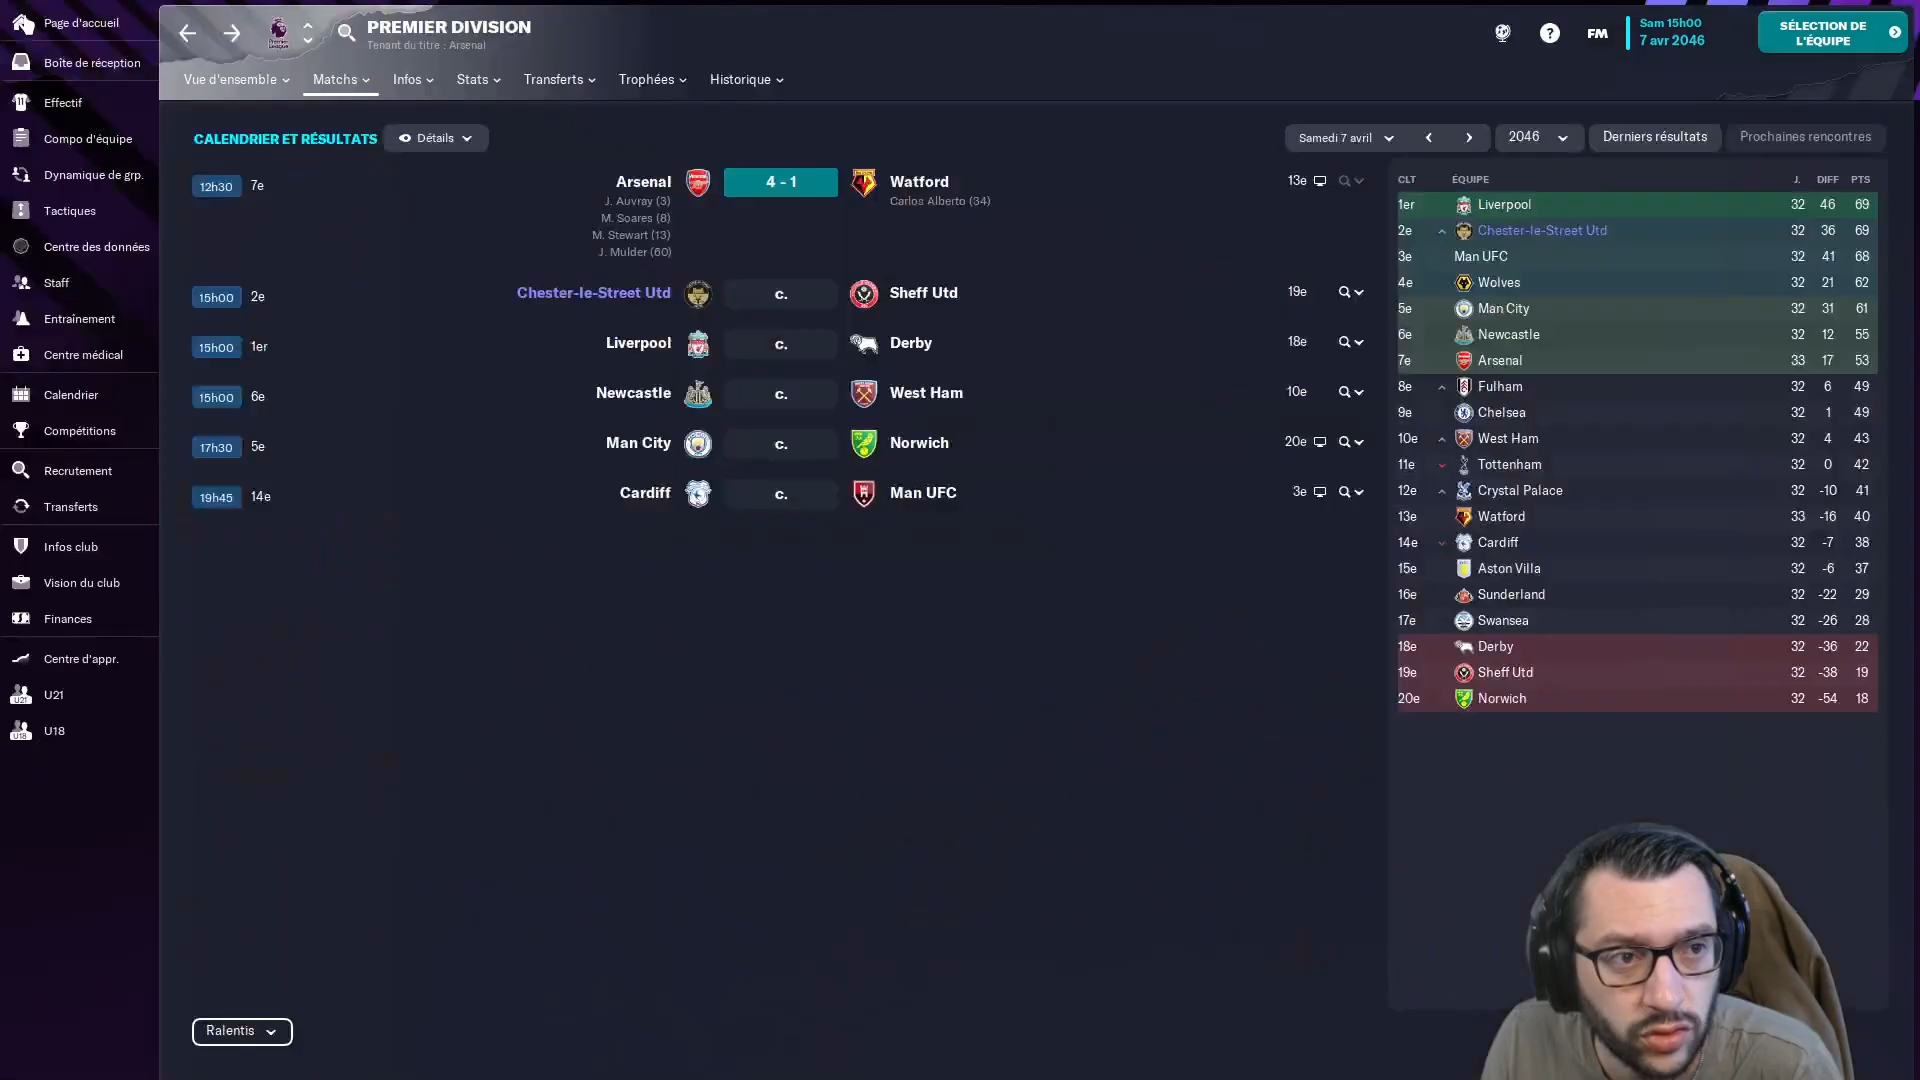 Page d'accueil
Boîte de réception
Effectif
Compo d'équipe
Dynamique de grp.
Tactiques
Centre des données
Staff
Entraînement
Centre médical
Calendrier
Compétitions
Recrutement
Transferts
Infos club
Vision du club
Finances
Centre d'appr.
U21
U18
PREMIER DIVISION
Tenant du titre : Arsenal
FM
Sam 15h00
7 avr 2046
SÉLECTION DE
L'ÉQUIPE
Vue d'ensemble Matchs Infos Stats Transferts Trophées Historique
CALENDRIER ET RÉSULTATS Détails
Samedi 7 avril 2046 Derniers résultats Prochaines rencontres
12h30 7e Arsenal 4 - 1 Watford 13e
J. Auvray (3) Carlos Alberto (34)
M. Soares (8)
M. Stewart (13)
J. Mulder (60)
15h00 2e Chester-le-Street Utd c. Sheff Utd 19e
15h00 1er Liverpool c. Derby 18e
15h00 6e Newcastle c. West Ham 10e
17h30 5e Man City c. Norwich 20e
19h45 14e Cardiff c. Man UFC 3e
CLT ÉQUIPE J. DIFF PTS
1er Liverpool 32 46 69
2e Chester-le-Street Utd 32 36 69
3e Man UFC 32 41 68
4e Wolves 32 21 62
5e Man City 32 31 61
6e Newcastle 32 12 55
7e Arsenal 33 17 53
8e Fulham 32 6 49
9e Chelsea 32 1 49
10e West Ham 32 4 43
11e Tottenham 32 0 42
12e Crystal Palace 32 -10 41
13e Watford 33 -16 40
14e Cardiff 32 -7 38
15e Aston Villa 32 -6 37
16e Sunderland 32 -22 29
17e Swansea 32 -26 28
18e Derby 32 -36 22
19e Sheff Utd 32 -38 19
20e Norwich 32 -54 18
Ralentis